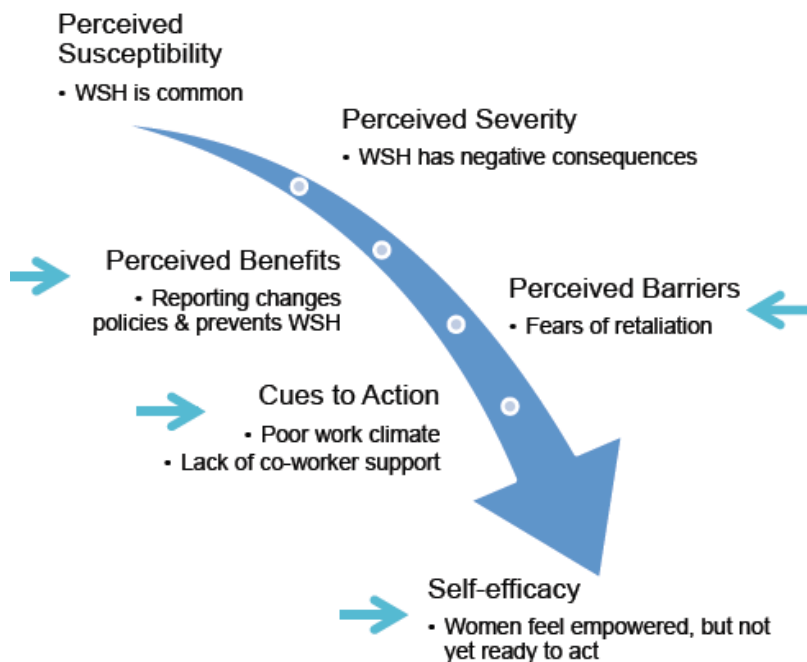 Perceived
Susceptibility
• WSH is common
Perceived Severity
• WSH has negative consequences
Perceived Benefits
• Reporting changes
policies & prevents WSH
Perceived Barriers
• Fears of retaliation
Cues to Action
• Poor work climate
• Lack of co-worker support
Self-efficacy
• Women feel empowered, but not
yet ready to act